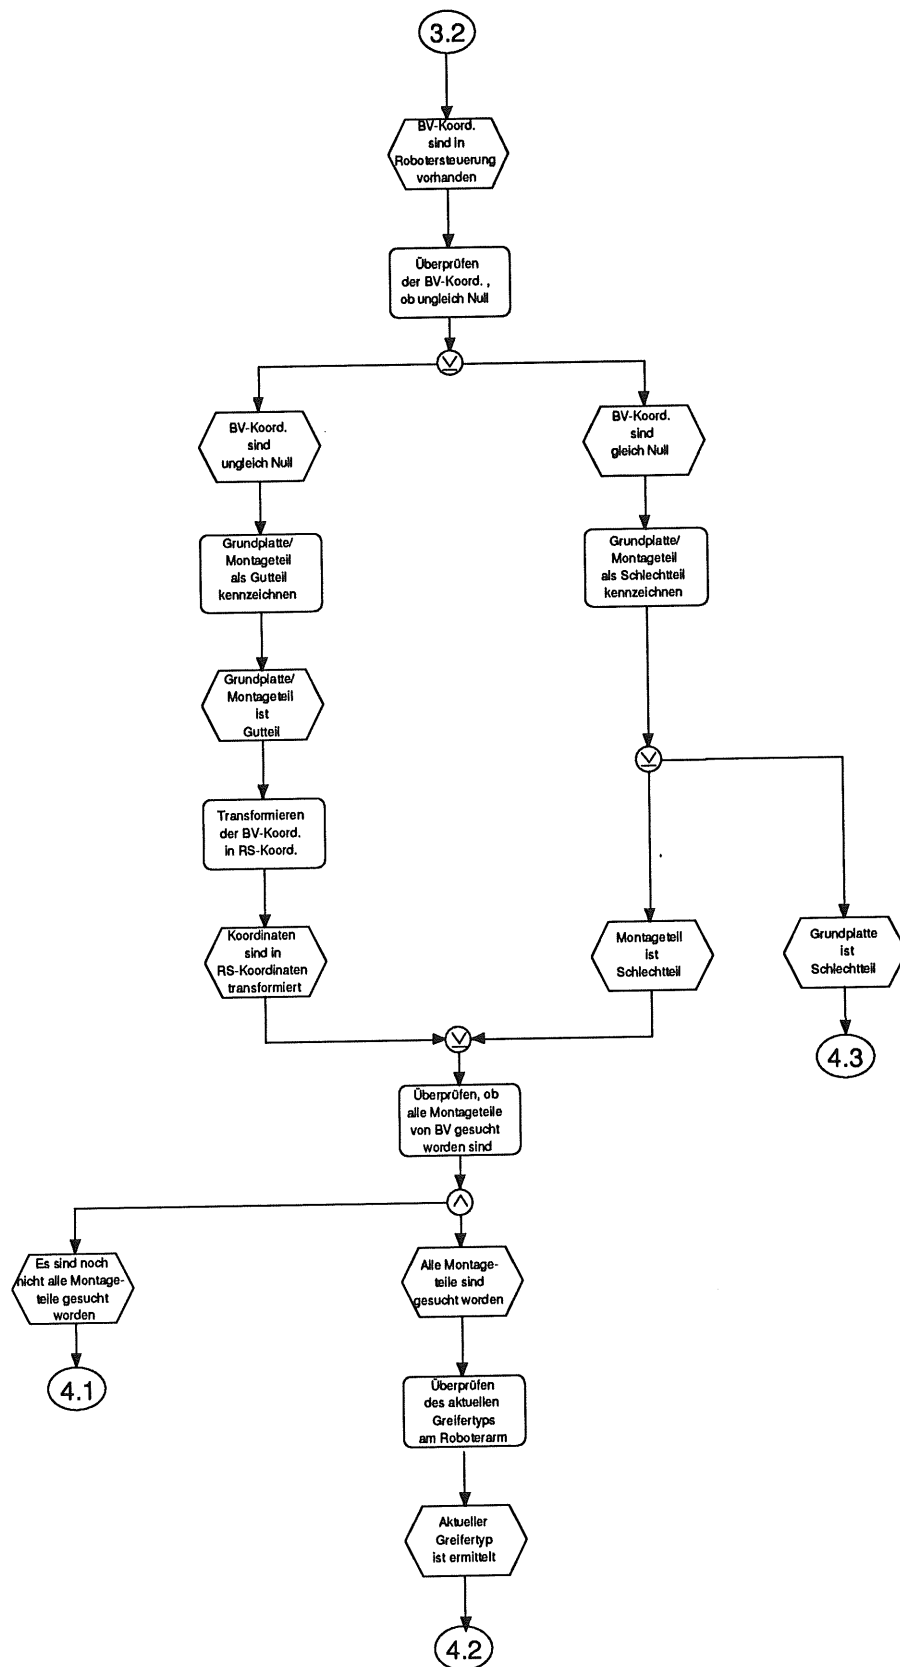 3.2
BV-Koord.
sind in
Robotersteuerung
vorhanden
Überprüfen
der BV-Koord. ,
ob ungleich Null
BV-Koord.
sind
ungleich Null
BV-Koord.
sind
gleich Null
Grundplatte/
Montageteil
als Gutteil
kennzeichnen
Grundplatte/
Montageteil
als Schlechtteil
kennzeichnen
Grundplatte/
Montageteil
ist
Gutteil
Transformieren
der BV-Koord.
in RS-Koord.
Koordinaten
sind in
RS-Koordinaten
transformiert
Montageteil
ist
Schlechtteil
Grundplatte
ist
Schlechtteil
4.3
Überprüfen, ob
alle Montageteile
von BV gesucht
worden sind
Es sind noch
nicht alle Montage-
teile gesucht
worden
Alle Montage-
teile sind
gesucht worden
4.1
Überprüfen
des aktuellen
Greifertyps
am Roboterarm
Aktueller
Greifertyp
ist ermittelt
4.2